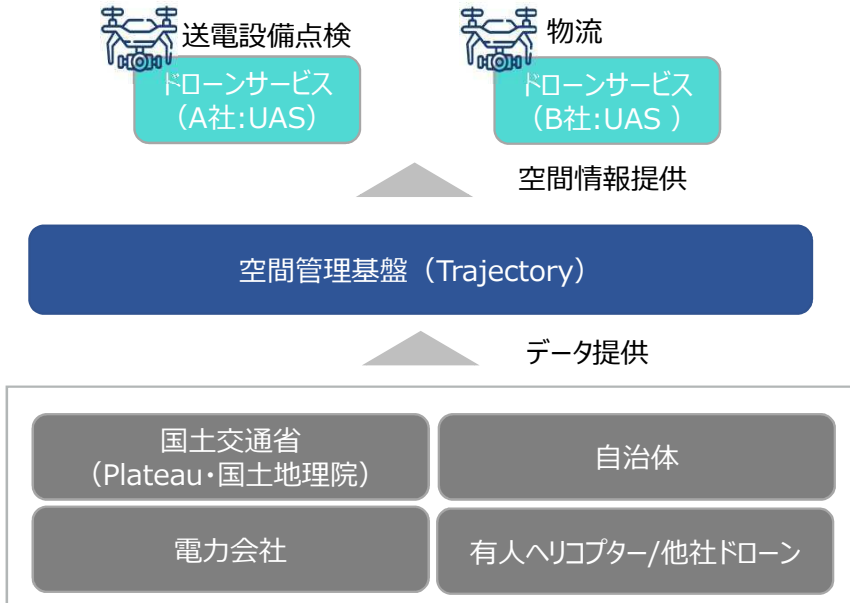 送電設備点検
ドローンサービス
（A社:UAS）
物流
ドローンサービス
（B社:UAS ）
空間情報提供
空間管理基盤（Trajectory）
データ提供
国土交通省
（Plateau・国土地理院）
自治体
電力会社
有人ヘリコプター/他社ドローン